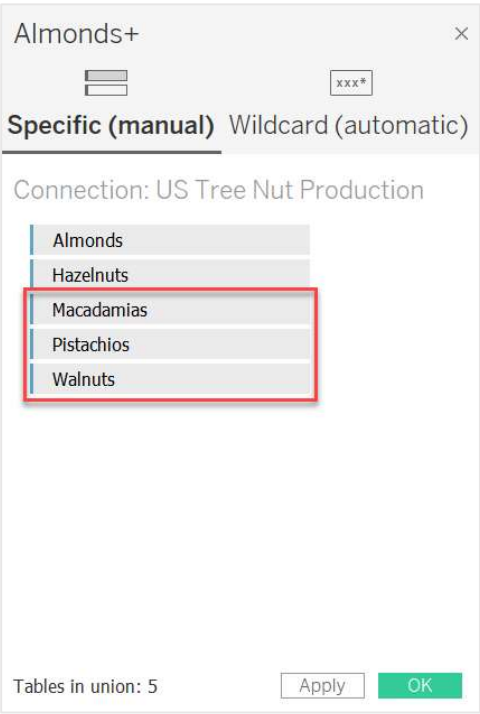 Almonds+ ×
xxx*
Specific (manual) Wildcard (automatic)
Connection: US Tree Nut Production
Almonds
Hazelnuts
Macadamias
Pistachios
Walnuts
Tables in union: 5 Apply OK